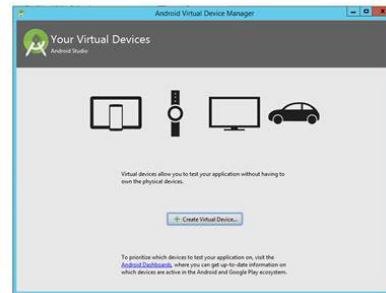 Android Virtual Device Manager
Your Virtual Devices
Android Studio
Virtual devices allow you to test your application without having to
own the physical devices.
+ Create Virtual Device...
To prioritize which devices to test your application on, visit the
Android Dashboards, where you can get up-to-date information on
which devices are active in the Android and Google Play ecosystem.